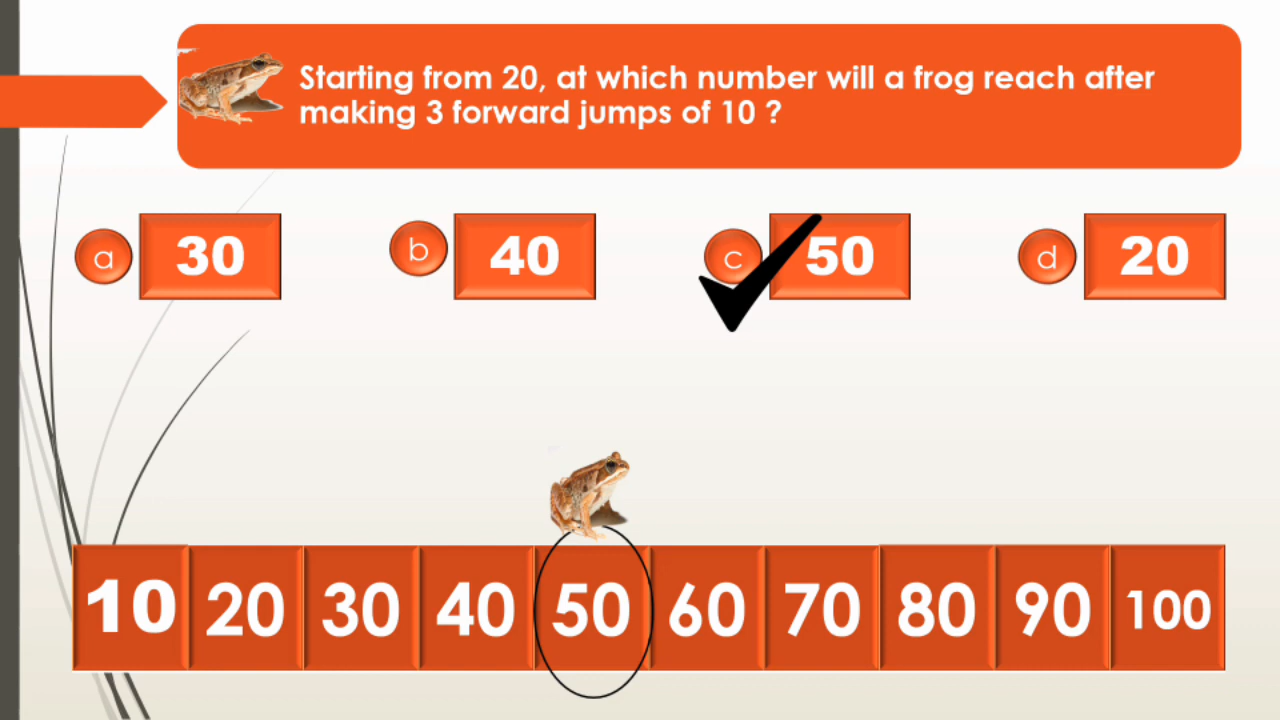 Starting from 20, at which number will a frog reach after
making 3 forward jumps of 10 ?
a 30 b 40 c 50 d 20
10 20 30 40 50 60 70 80 90 100